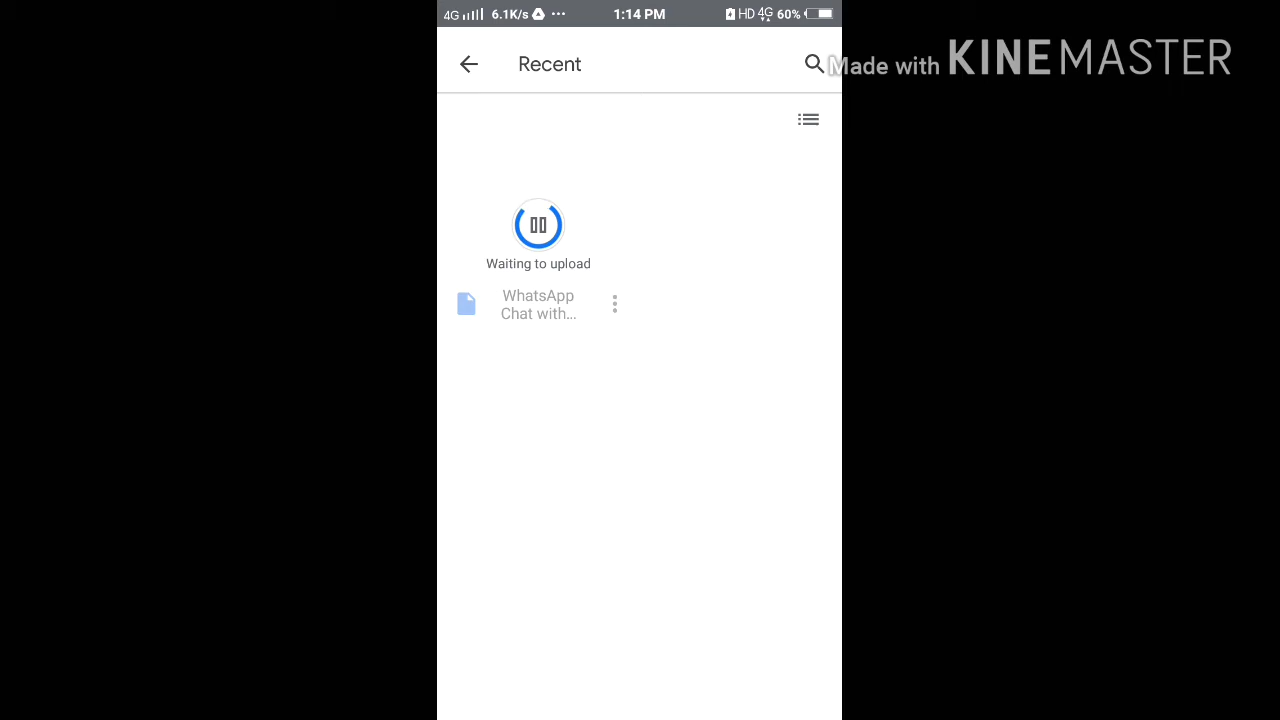 4G 6.1K/s ... 1:14 PM HD 4G 60%
Recent
Made with KINEMASTER
Waiting to upload
WhatsApp
Chat with...